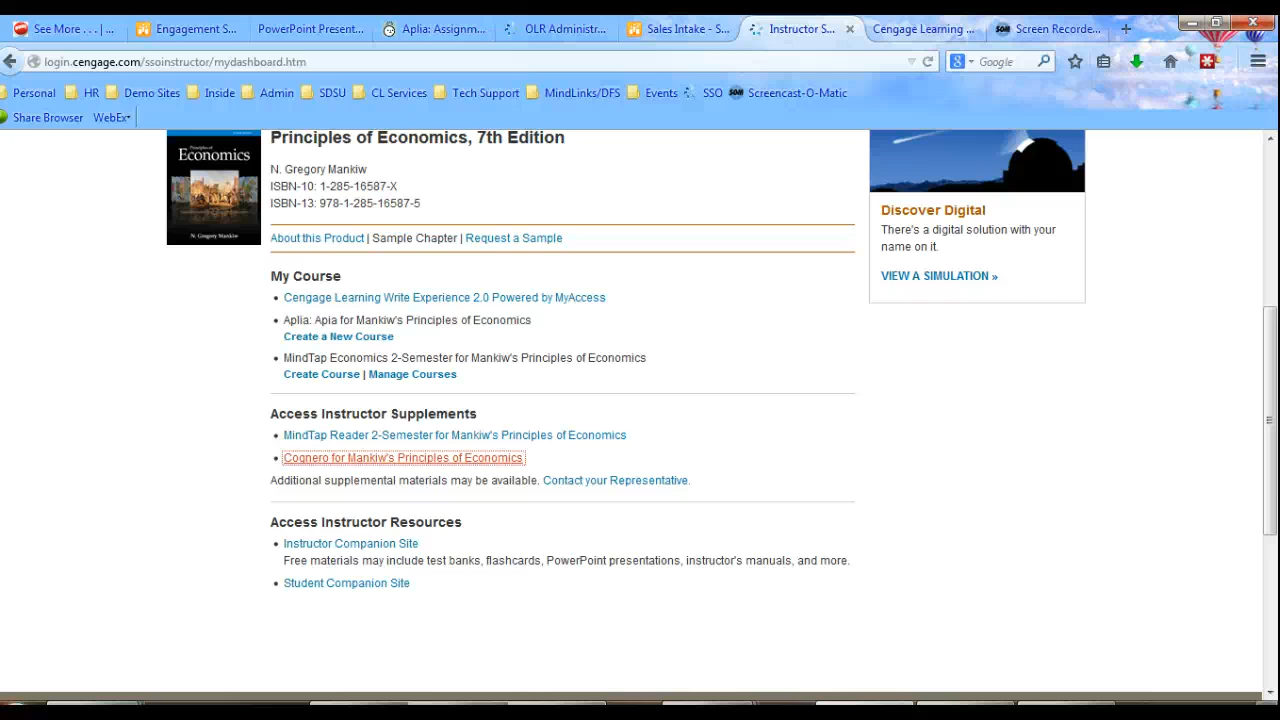 See More . . . | ...
Engagement S...
PowerPoint Present...
Aplia: Assignm...
OLR Administr...
Sales Intake - S...
Instructor S...
Cengage Learning ...
Screen Recorde...
login.cengage.com/ssoinstructor/mydashboard.htm
Google
Personal
HR
Demo Sites
Inside
Admin
SDSU
CL Services
Tech Support
MindLinks/DFS
Events
SSO
Screencast-O-Matic
Share Browser
WebEx
Principles of
Economics
N. Gregory Mankiw
Principles of Economics, 7th Edition
N. Gregory Mankiw
ISBN-10: 1-285-16587-X
ISBN-13: 978-1-285-16587-5
About this Product | Sample Chapter | Request a Sample
My Course
Cengage Learning Write Experience 2.0 Powered by MyAccess
Aplia: Apia for Mankiw's Principles of Economics
Create a New Course
MindTap Economics 2-Semester for Mankiw's Principles of Economics
Create Course | Manage Courses
Access Instructor Supplements
MindTap Reader 2-Semester for Mankiw's Principles of Economics
Cognero for Mankiw's Principles of Economics
Additional supplemental materials may be available. Contact your Representative.
Access Instructor Resources
Instructor Companion Site
Free materials may include test banks, flashcards, PowerPoint presentations, instructor's manuals, and more.
Student Companion Site
Discover Digital
There's a digital solution with your
name on it.
VIEW A SIMULATION »